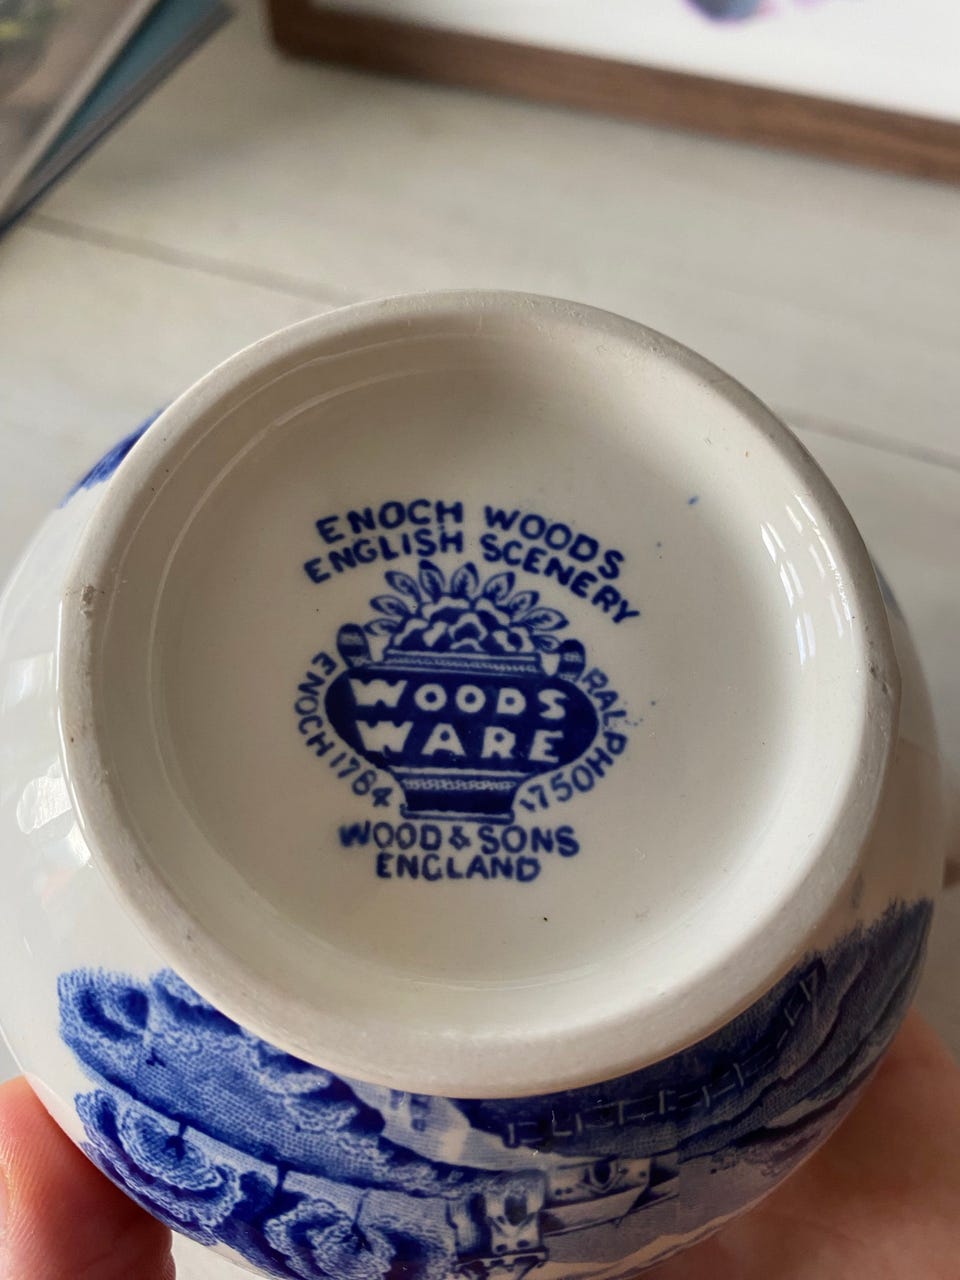 ENOCH WOODS
ENGLISH SCENERY
WOODS
WARE
ENOCH 1784
RALPH 1750
WOOD & SONS
ENGLAND